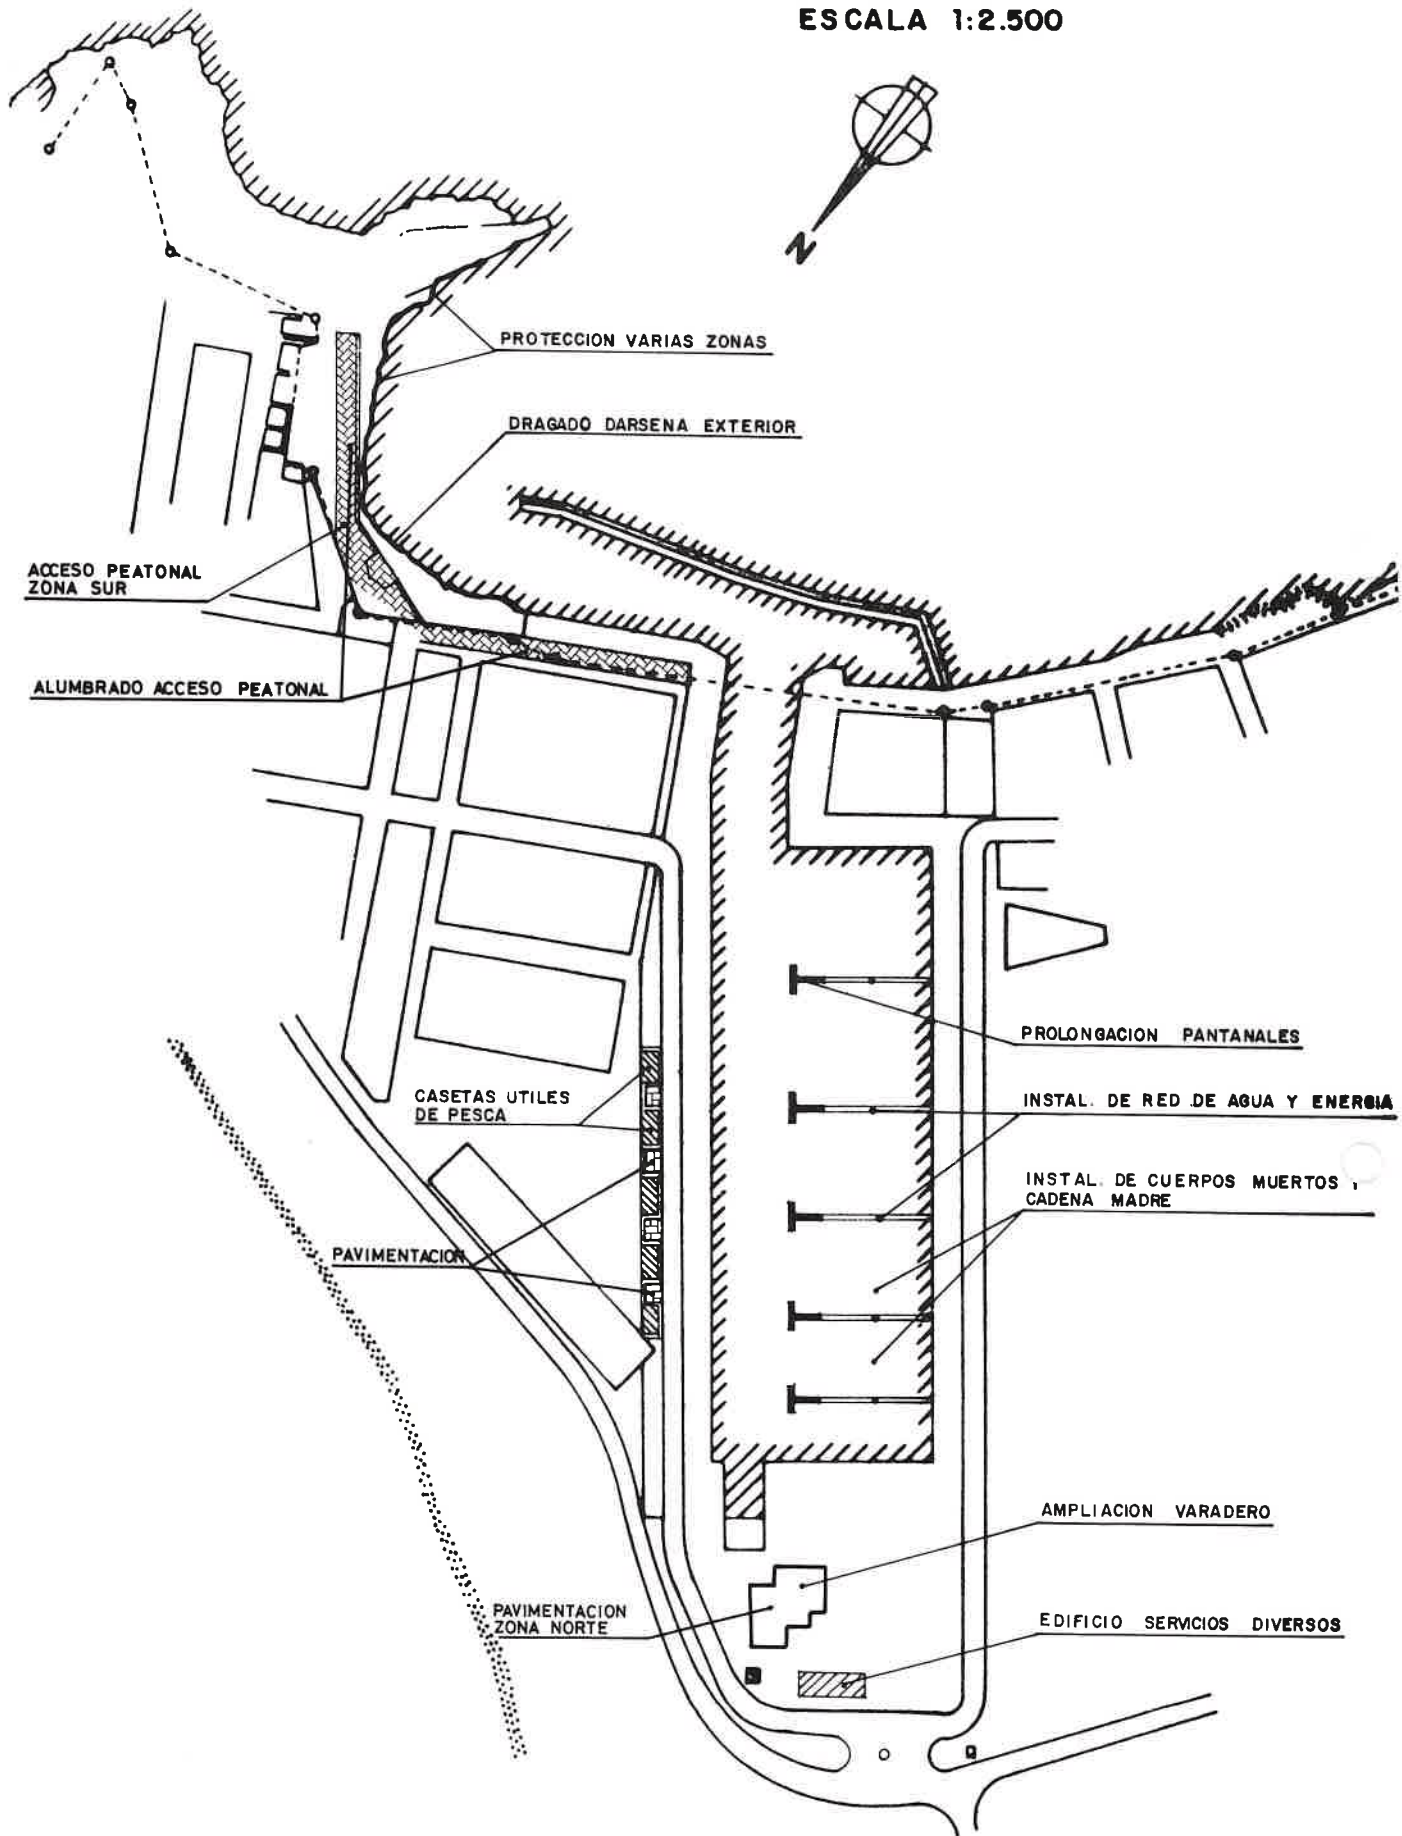 ESCALA 1:2.500
N
PROTECCION VARIAS ZONAS
DRAGADO DARSENA EXTERIOR
ACCESO PEATONAL
ZONA SUR
ALUMBRADO ACCESO PEATONAL
PROLONGACION PANTANALES
CASETAS UTILES
DE PESCA
INSTAL. DE RED DE AGUA Y ENERGIA
INSTAL. DE CUERPOS MUERTOS Y
CADENA MADRE
PAVIMENTACION
AMPLIACION VARADERO
PAVIMENTACION
ZONA NORTE
EDIFICIO SERVICIOS DIVERSOS